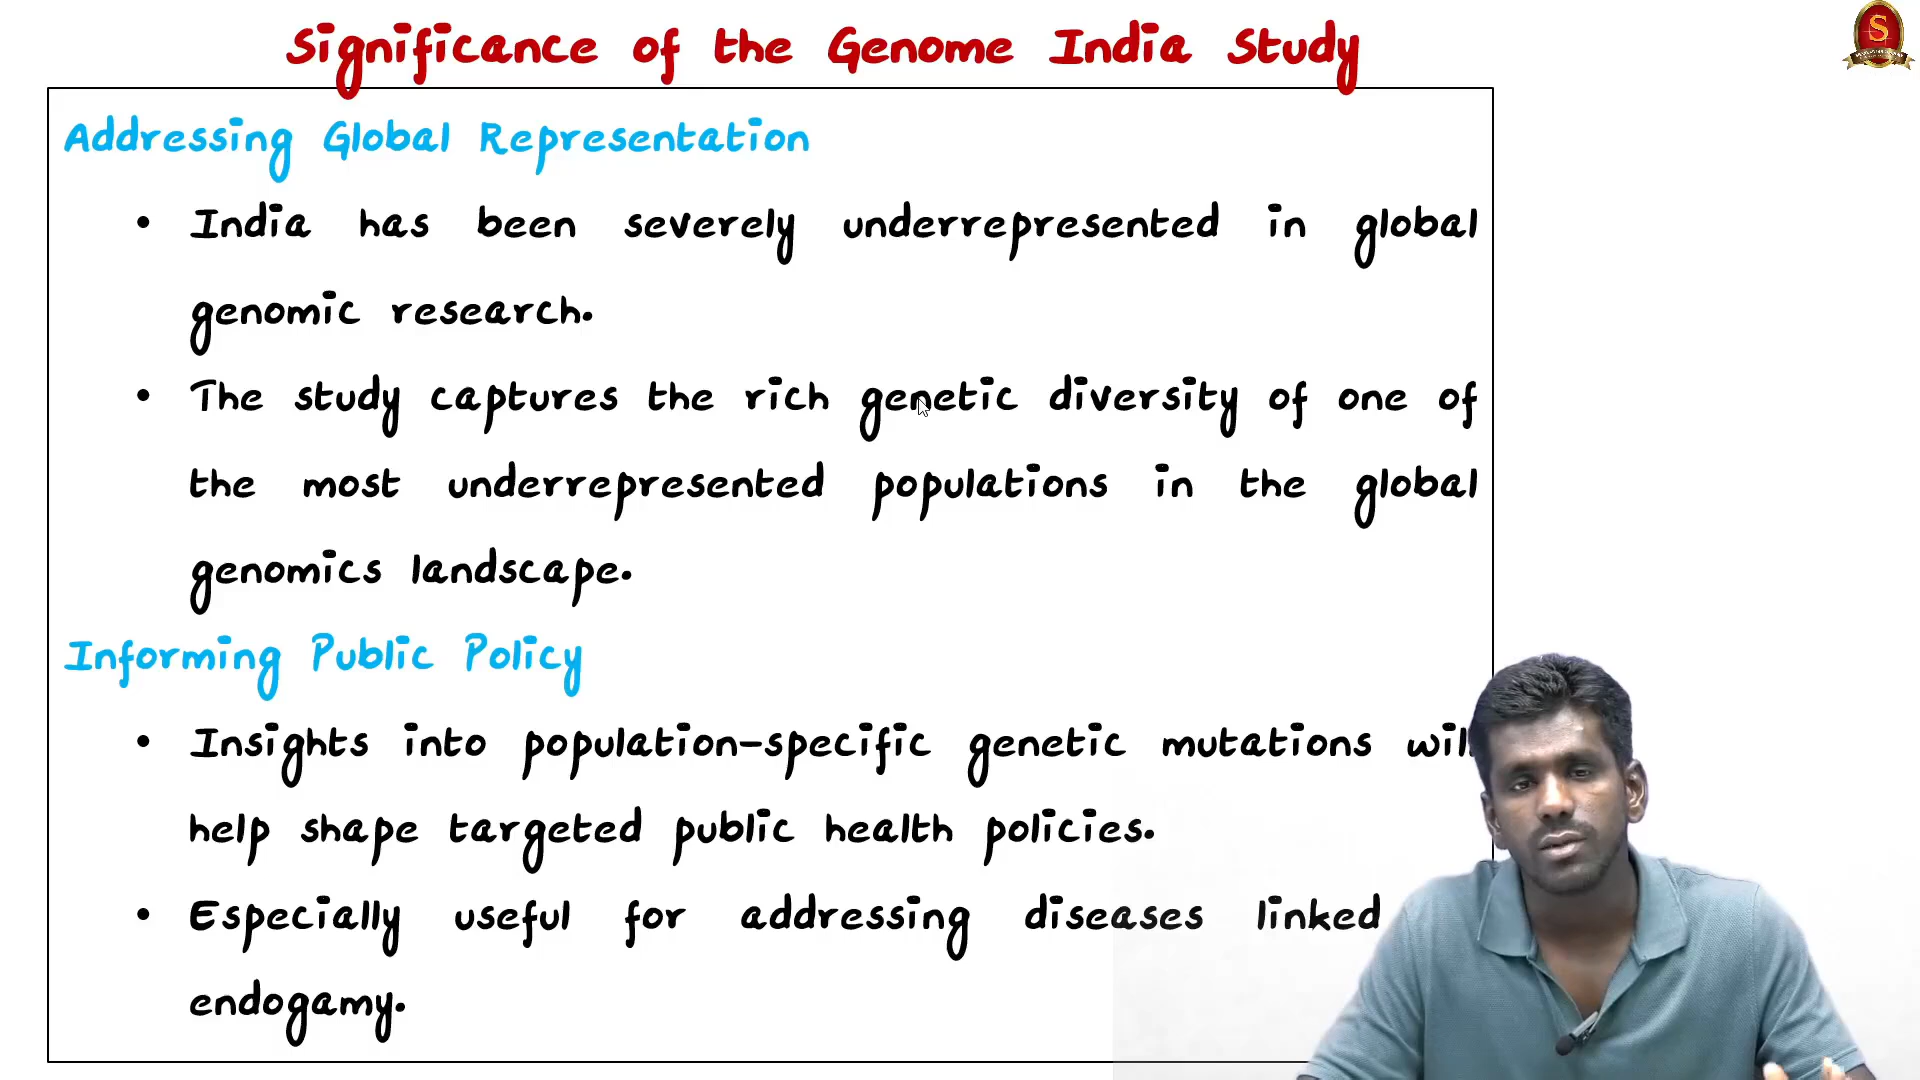 Significance of the Genome India Study
S
Addressing Global Representation
• India has been severely underrepresented in global
genomic research.
• The study captures the rich genetic diversity of one of
the most underrepresented populations in the global
genomics landscape.
Informing Public Policy
• Insights into population-specific genetic mutations will
help shape targeted public health policies.
• Especially useful for addressing diseases linked
endogamy.